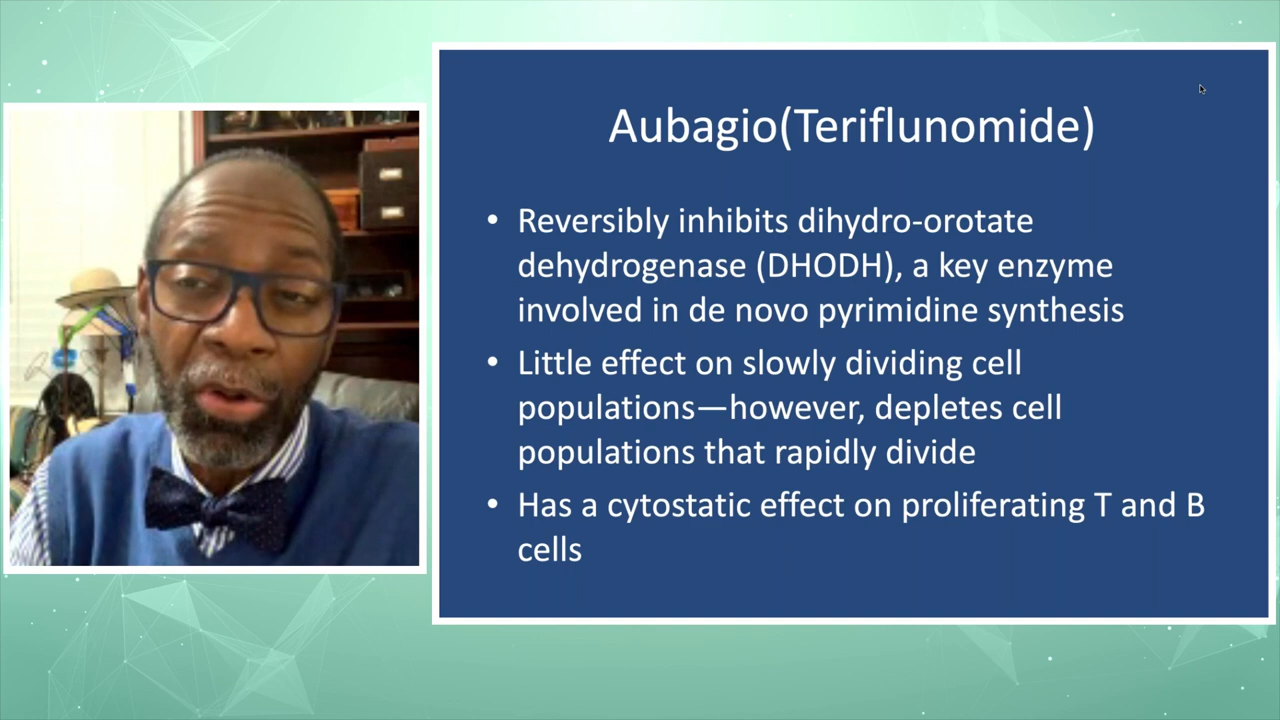 Aubagio(Teriflunomide)
• Reversibly inhibits dihydro-orotate
dehydrogenase (DHODH), a key enzyme
involved in de novo pyrimidine synthesis
• Little effect on slowly dividing cell
populations—however, depletes cell
populations that rapidly divide
• Has a cytostatic effect on proliferating T and B
cells